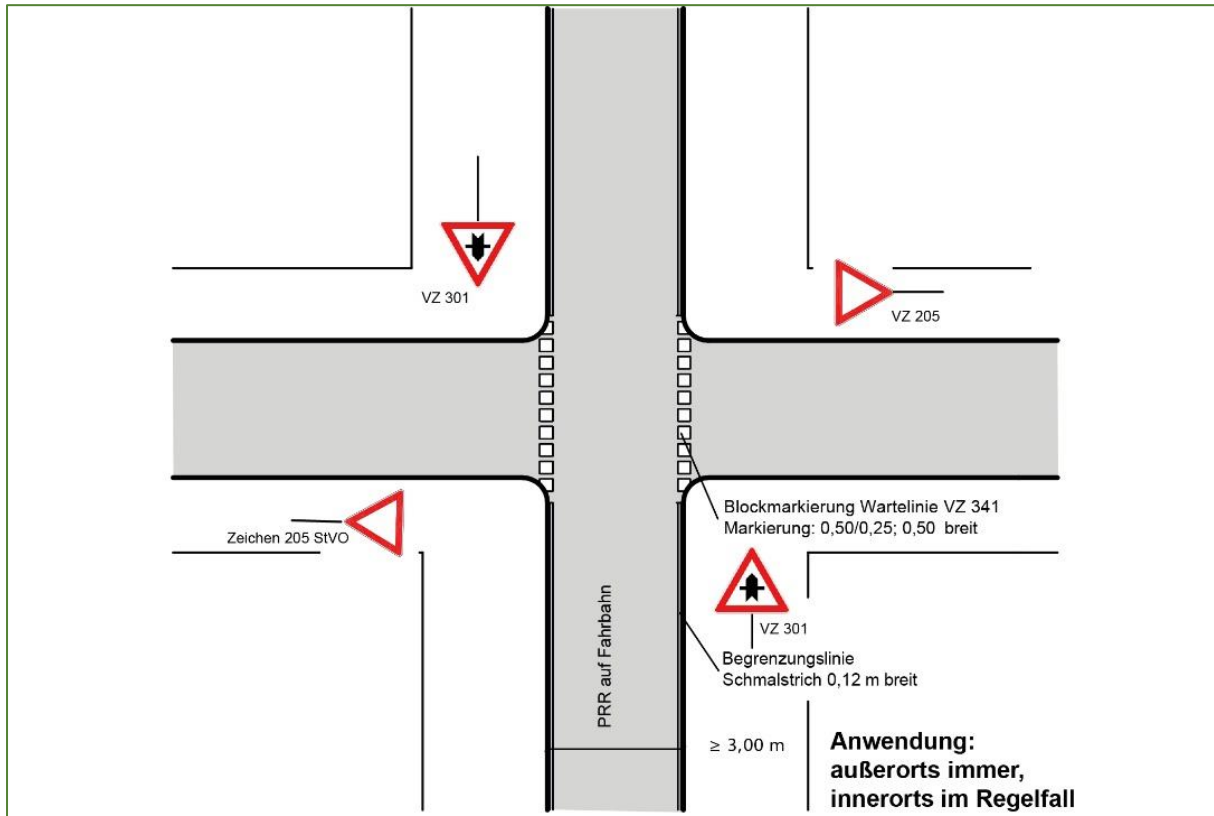 VZ 301
VZ 205
Zeichen 205 StVO
Blockmarkierung Wartelinie VZ 341
Markierung: 0,50/0,25; 0,50 breit
VZ 301
PRR auf Fahrbahn
Begrenzungslinie
Schmalstrich 0,12 m breit
≥ 3,00 m
Anwendung:
außerorts immer,
innerorts im Regelfall